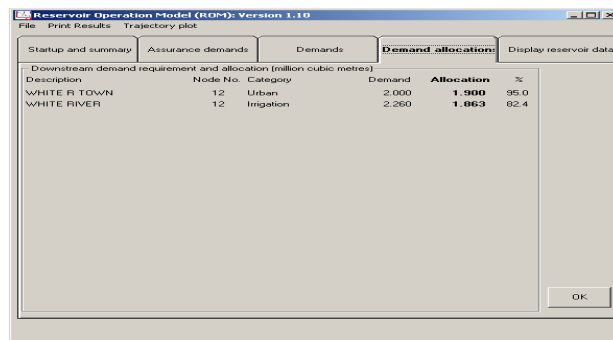 Reservoir Operation Model (ROM): Version 1.10
File Print Results Trajectory plot
Startup and summary Assurance demands Demands Demand allocations Display reservoir data
Downstream demand requirement and allocation (million cubic metres)
Description Node No. Category Demand Allocation %
WHITE R TOWN 12 Urban 2.000 1.900 95.0
WHITE RIVER 12 Irrigation 2.260 1.863 82.4
OK